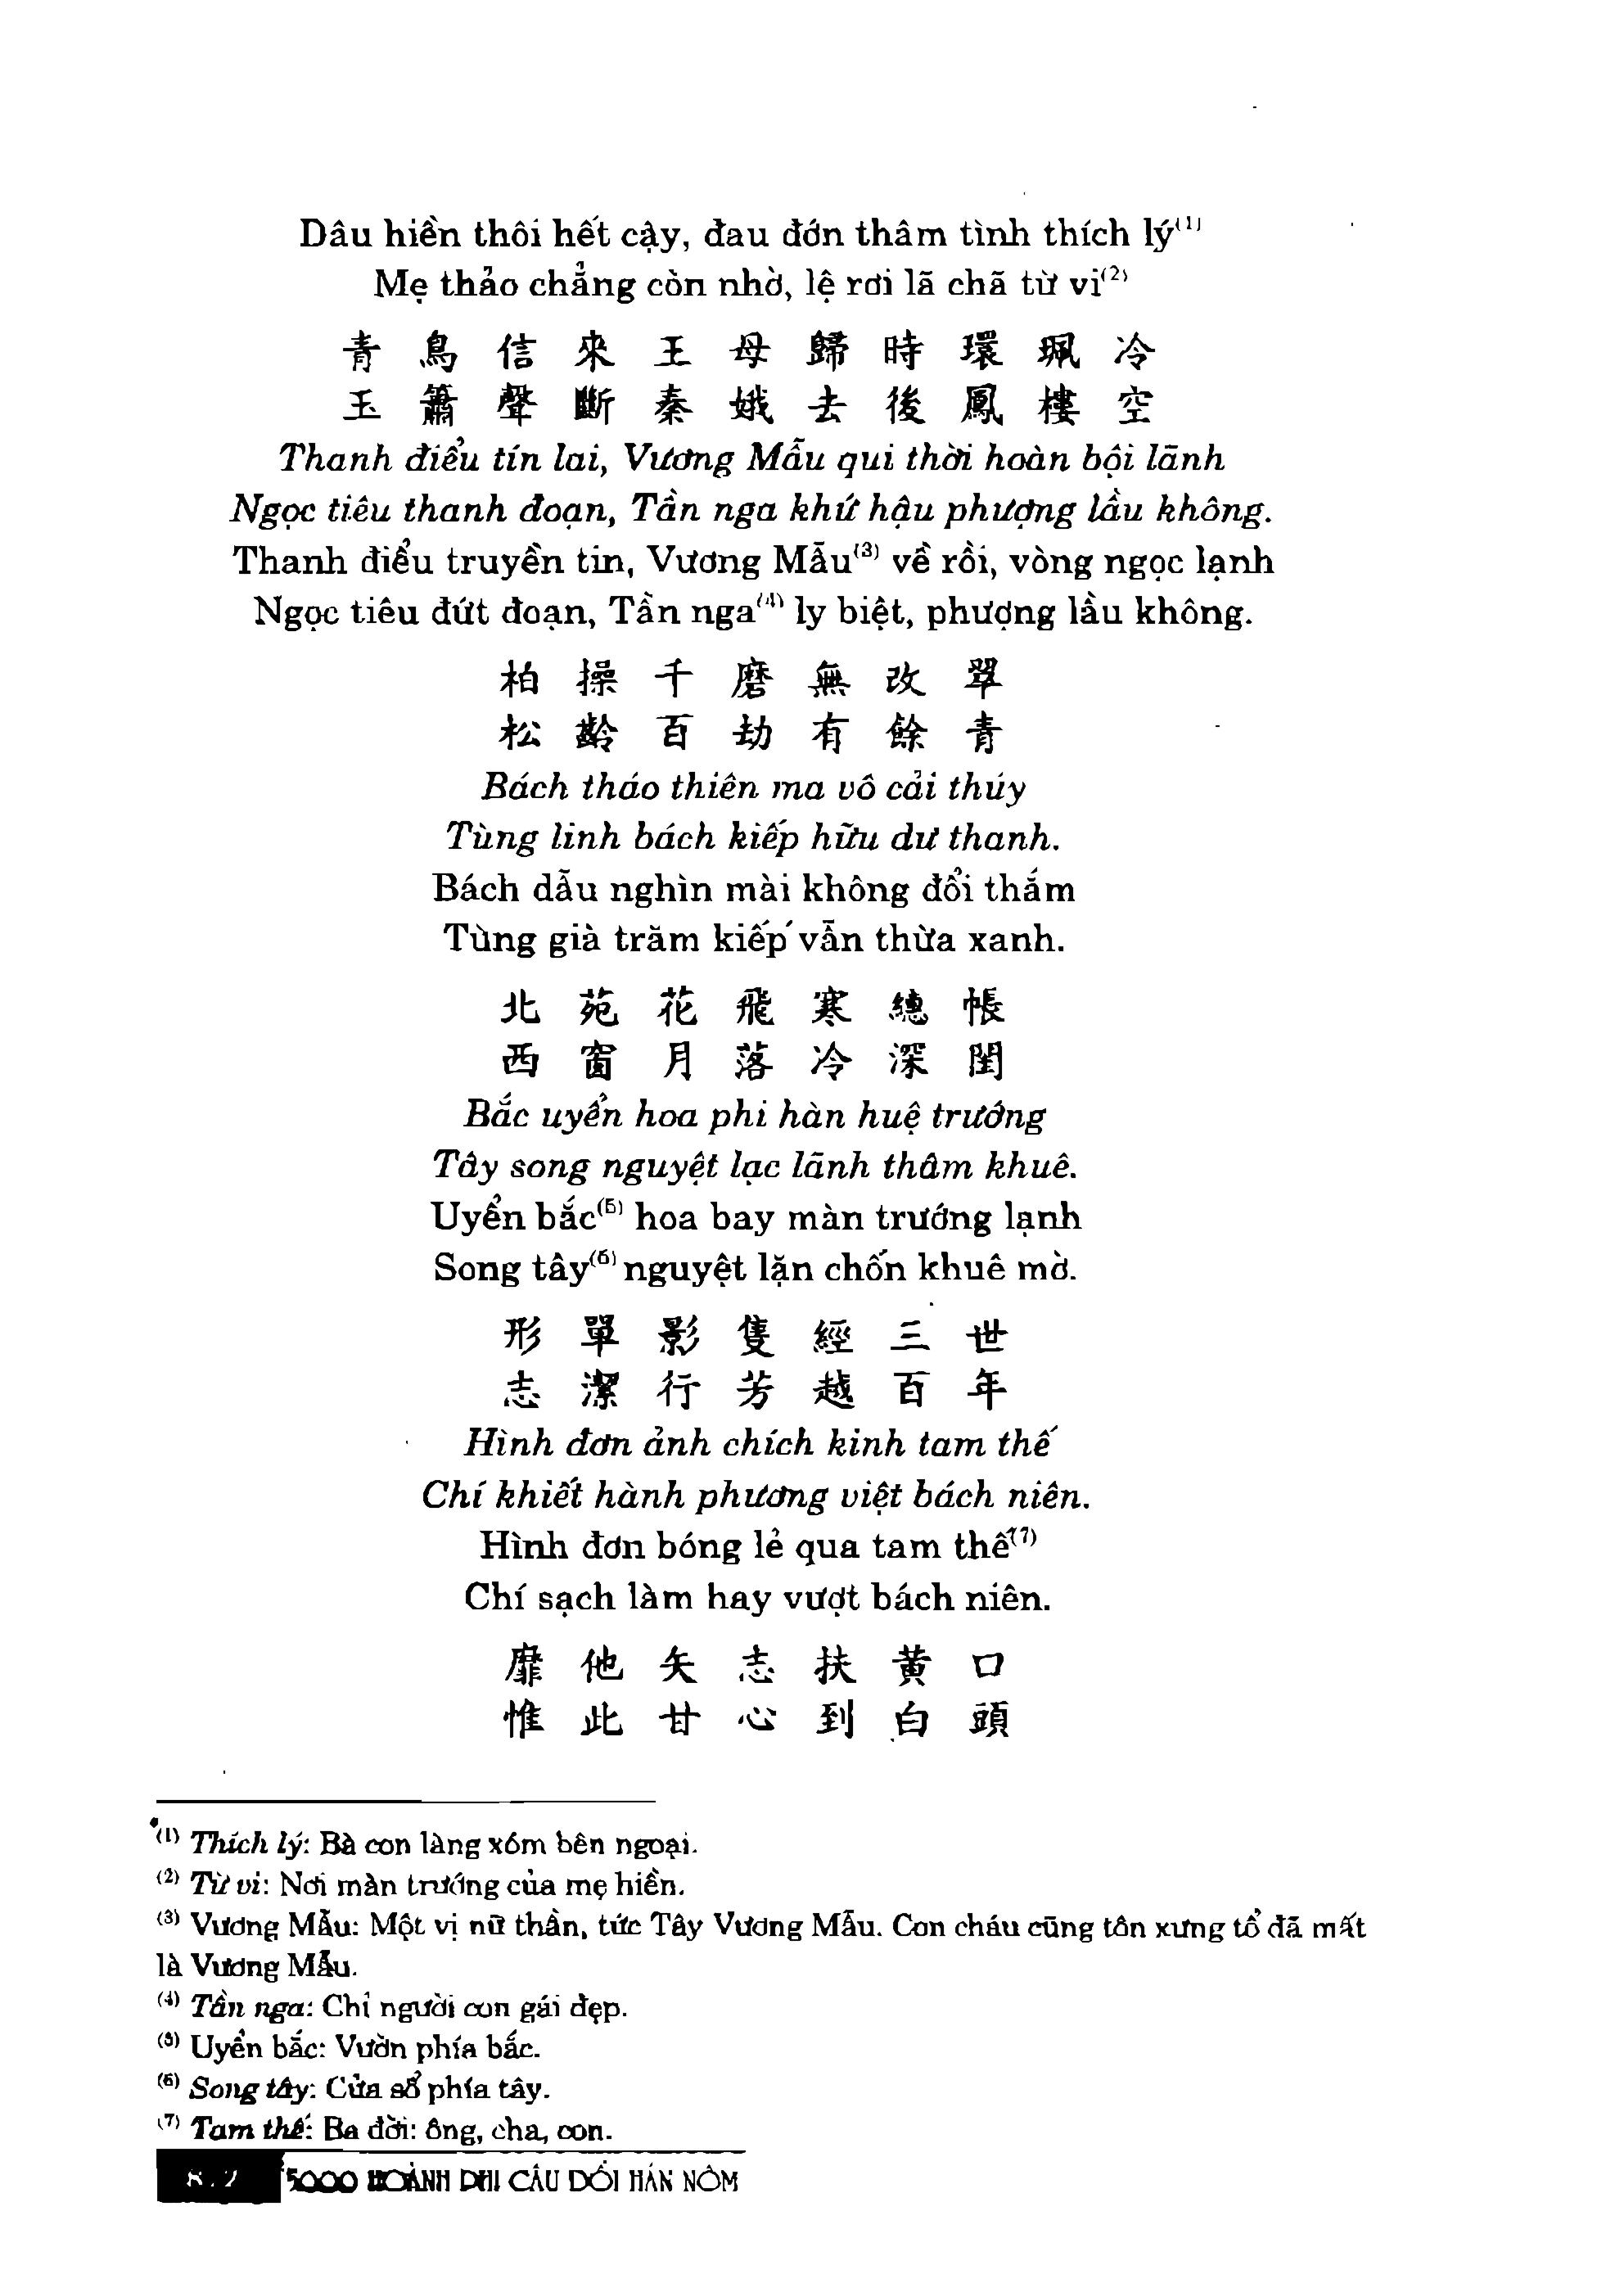 Dâu hiền thôi hết cậy, đau đớn thâm tình thích lý⁽¹⁾
Mẹ thảo chẳng còn nhờ, lệ rơi lã chã từ vi⁽²⁾
青鳥信來王母歸時環珮冷
玉簫聲斷秦娥去後鳳樓空
Thanh điểu tín lai, Vương Mẫu qui thời hoàn bội lãnh
Ngọc tiêu thanh đoạn, Tần nga khứ hậu phượng lầu không.
Thanh điểu truyền tin, Vương Mẫu⁽³⁾ về rồi, vòng ngọc lạnh
Ngọc tiêu đứt đoạn, Tần nga⁽⁴⁾ ly biệt, phượng lầu không.
柏操千磨無改翠
松齡百劫有餘青
Bách tháo thiên ma vô cải thúy
Tùng linh bách kiếp hữu dư thanh.
Bách dẫu nghìn mài không đổi thắm
Tùng già trăm kiếp vẫn thừa xanh.
北苑花飛寒繐帳
西窗月落冷深閨
Bắc uyển hoa phi hàn huệ trướng
Tây song nguyệt lạc lãnh thâm khuê.
Uyển bắc⁽⁵⁾ hoa bay màn trướng lạnh
Song tây⁽⁶⁾ nguyệt lặn chốn khuê mờ.
形單影隻經三世
志潔行芳越百年
Hình đơn ảnh chích kinh tam thế
Chí khiết hành phương việt bách niên.
Hình đơn bóng lẻ qua tam thế⁽⁷⁾
Chí sạch làm hay vượt bách niên.
靡他矢志扶黃口
惟此甘心到白頭
⁽¹⁾ Thích lý: Bà con làng xóm bên ngoại.
⁽²⁾ Từ vi: Nơi màn trướng của mẹ hiền.
⁽³⁾ Vương Mẫu: Một vị nữ thần, tức Tây Vương Mẫu. Con cháu cũng tôn xưng tổ đã mất
là Vương Mẫu.
⁽⁴⁾ Tần nga: Chỉ người con gái đẹp.
⁽⁵⁾ Uyển bắc: Vườn phía bắc.
⁽⁶⁾ Song tây: Cửa sổ phía tây.
⁽⁷⁾ Tam thế: Ba đời: ông, cha, con.
5000 HOÀNH PHI CÂU ĐỐI HÁN NÔM